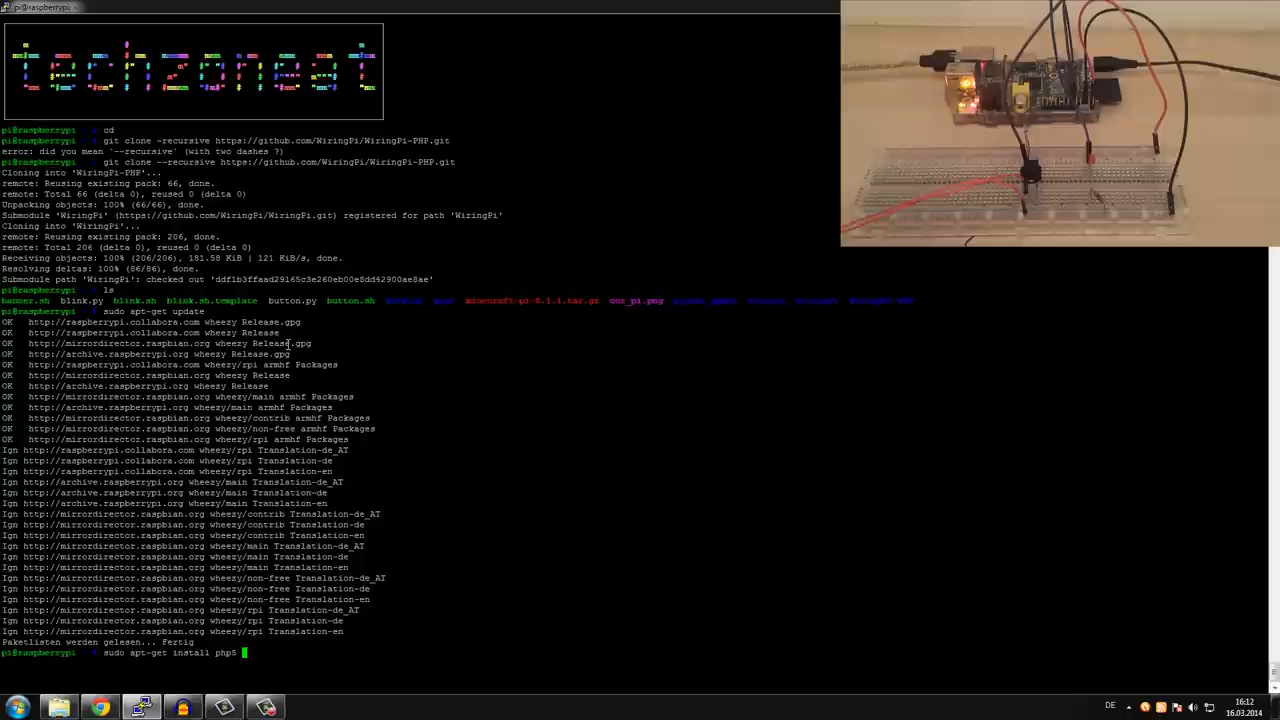 pi@raspberrypi ~
techzone.at
pi@raspberrypi ~ $ cd
pi@raspberrypi ~ $ git clone -recursive https://github.com/WiringPi/WiringPi-PHP.git
error: did you mean `--recursive` (with two dashes ?)
pi@raspberrypi ~ $ git clone --recursive https://github.com/WiringPi/WiringPi-PHP.git
Cloning into 'WiringPi-PHP'...
remote: Reusing existing pack: 66, done.
remote: Total 66 (delta 0), reused 0 (delta 0)
Unpacking objects: 100% (66/66), done.
Submodule 'WiringPi' (https://github.com/WiringPi/WiringPi.git) registered for path 'WiringPi'
Cloning into 'WiringPi'...
remote: Reusing existing pack: 206, done.
remote: Total 206 (delta 0), reused 0 (delta 0)
Receiving objects: 100% (206/206), 181.58 KiB | 121 KiB/s, done.
Resolving deltas: 100% (86/86), done.
Submodule path 'WiringPi': checked out 'ddf1b3ffaad29165c3e260eb00e8dd42900ae8ae'
pi@raspberrypi ~ $ ls
banner.sh blink.py blink.sh blink.sh.template button.py button.sh minecraft-pi-0.1.1.tar.gz ocr_pi.png
pi@raspberrypi ~ $ sudo apt-get update
OK http://raspberrypi.collabora.com wheezy Release.gpg
OK http://raspberrypi.collabora.com wheezy Release
OK http://mirrordirector.raspbian.org wheezy Release.gpg
OK http://archive.raspberrypi.org wheezy Release.gpg
OK http://raspberrypi.collabora.com wheezy/rpi armhf Packages
OK http://mirrordirector.raspbian.org wheezy Release
OK http://archive.raspberrypi.org wheezy Release
OK http://mirrordirector.raspbian.org wheezy/main armhf Packages
OK http://archive.raspberrypi.org wheezy/main armhf Packages
OK http://mirrordirector.raspbian.org wheezy/contrib armhf Packages
OK http://mirrordirector.raspbian.org wheezy/non-free armhf Packages
OK http://mirrordirector.raspbian.org wheezy/rpi armhf Packages
Ign http://raspberrypi.collabora.com wheezy/rpi Translation-de_AT
Ign http://raspberrypi.collabora.com wheezy/rpi Translation-de
Ign http://raspberrypi.collabora.com wheezy/rpi Translation-en
Ign http://archive.raspberrypi.org wheezy/main Translation-de_AT
Ign http://archive.raspberrypi.org wheezy/main Translation-de
Ign http://archive.raspberrypi.org wheezy/main Translation-en
Ign http://mirrordirector.raspbian.org wheezy/contrib Translation-de_AT
Ign http://mirrordirector.raspbian.org wheezy/contrib Translation-de
Ign http://mirrordirector.raspbian.org wheezy/contrib Translation-en
Ign http://mirrordirector.raspbian.org wheezy/main Translation-de_AT
Ign http://mirrordirector.raspbian.org wheezy/main Translation-de
Ign http://mirrordirector.raspbian.org wheezy/main Translation-en
Ign http://mirrordirector.raspbian.org wheezy/non-free Translation-de_AT
Ign http://mirrordirector.raspbian.org wheezy/non-free Translation-de
Ign http://mirrordirector.raspbian.org wheezy/non-free Translation-en
Ign http://mirrordirector.raspbian.org wheezy/rpi Translation-de_AT
Ign http://mirrordirector.raspbian.org wheezy/rpi Translation-de
Ign http://mirrordirector.raspbian.org wheezy/rpi Translation-en
Paketlisten werden gelesen... Fertig
pi@raspberrypi ~ $ sudo apt-get install php5
DE
16:12
16.03.2014